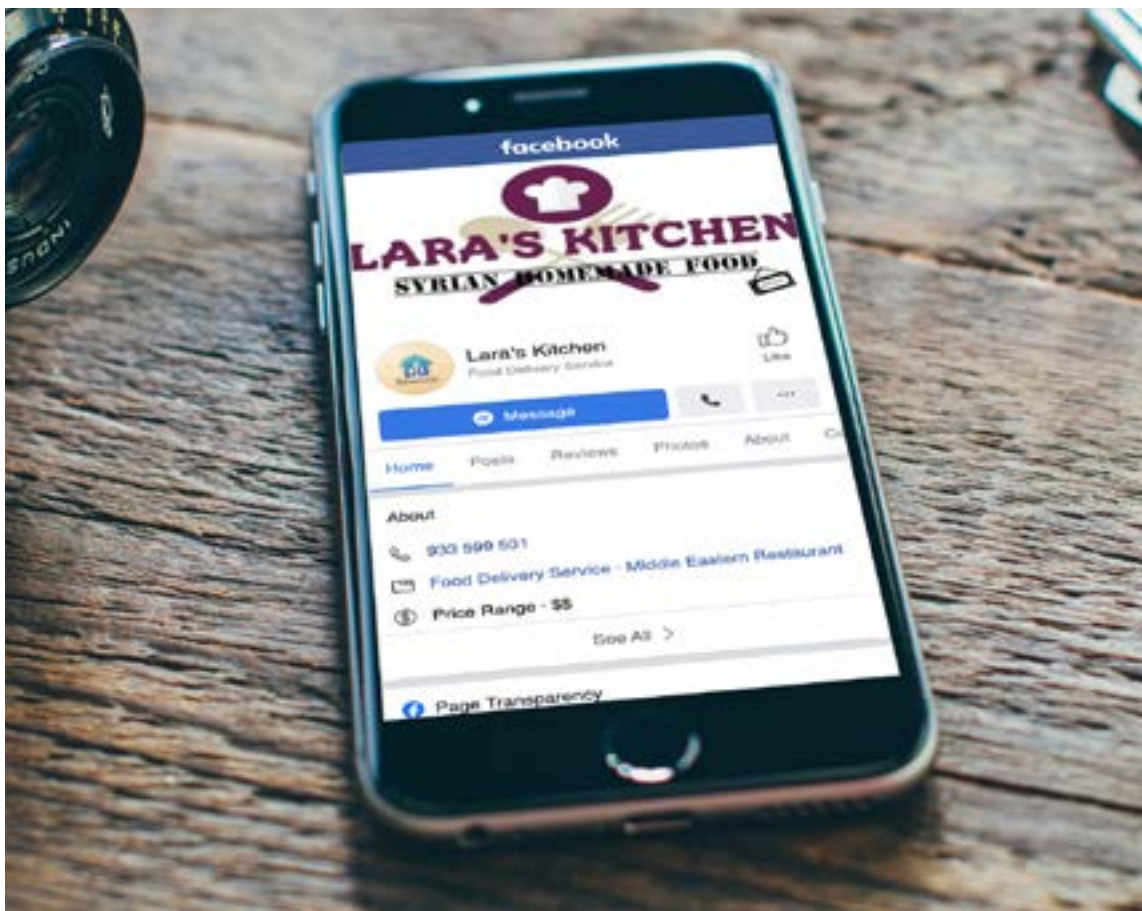 facebook
LARA'S KITCHEN
SYRIAN HOMEMADE FOOD
Lara's Kitchen
Food Delivery Service
Like
Message
Home Posts Reviews Photos About
About
933 599 531
Food Delivery Service · Middle Eastern Restaurant
Price Range · $$
See All
Page Transparency